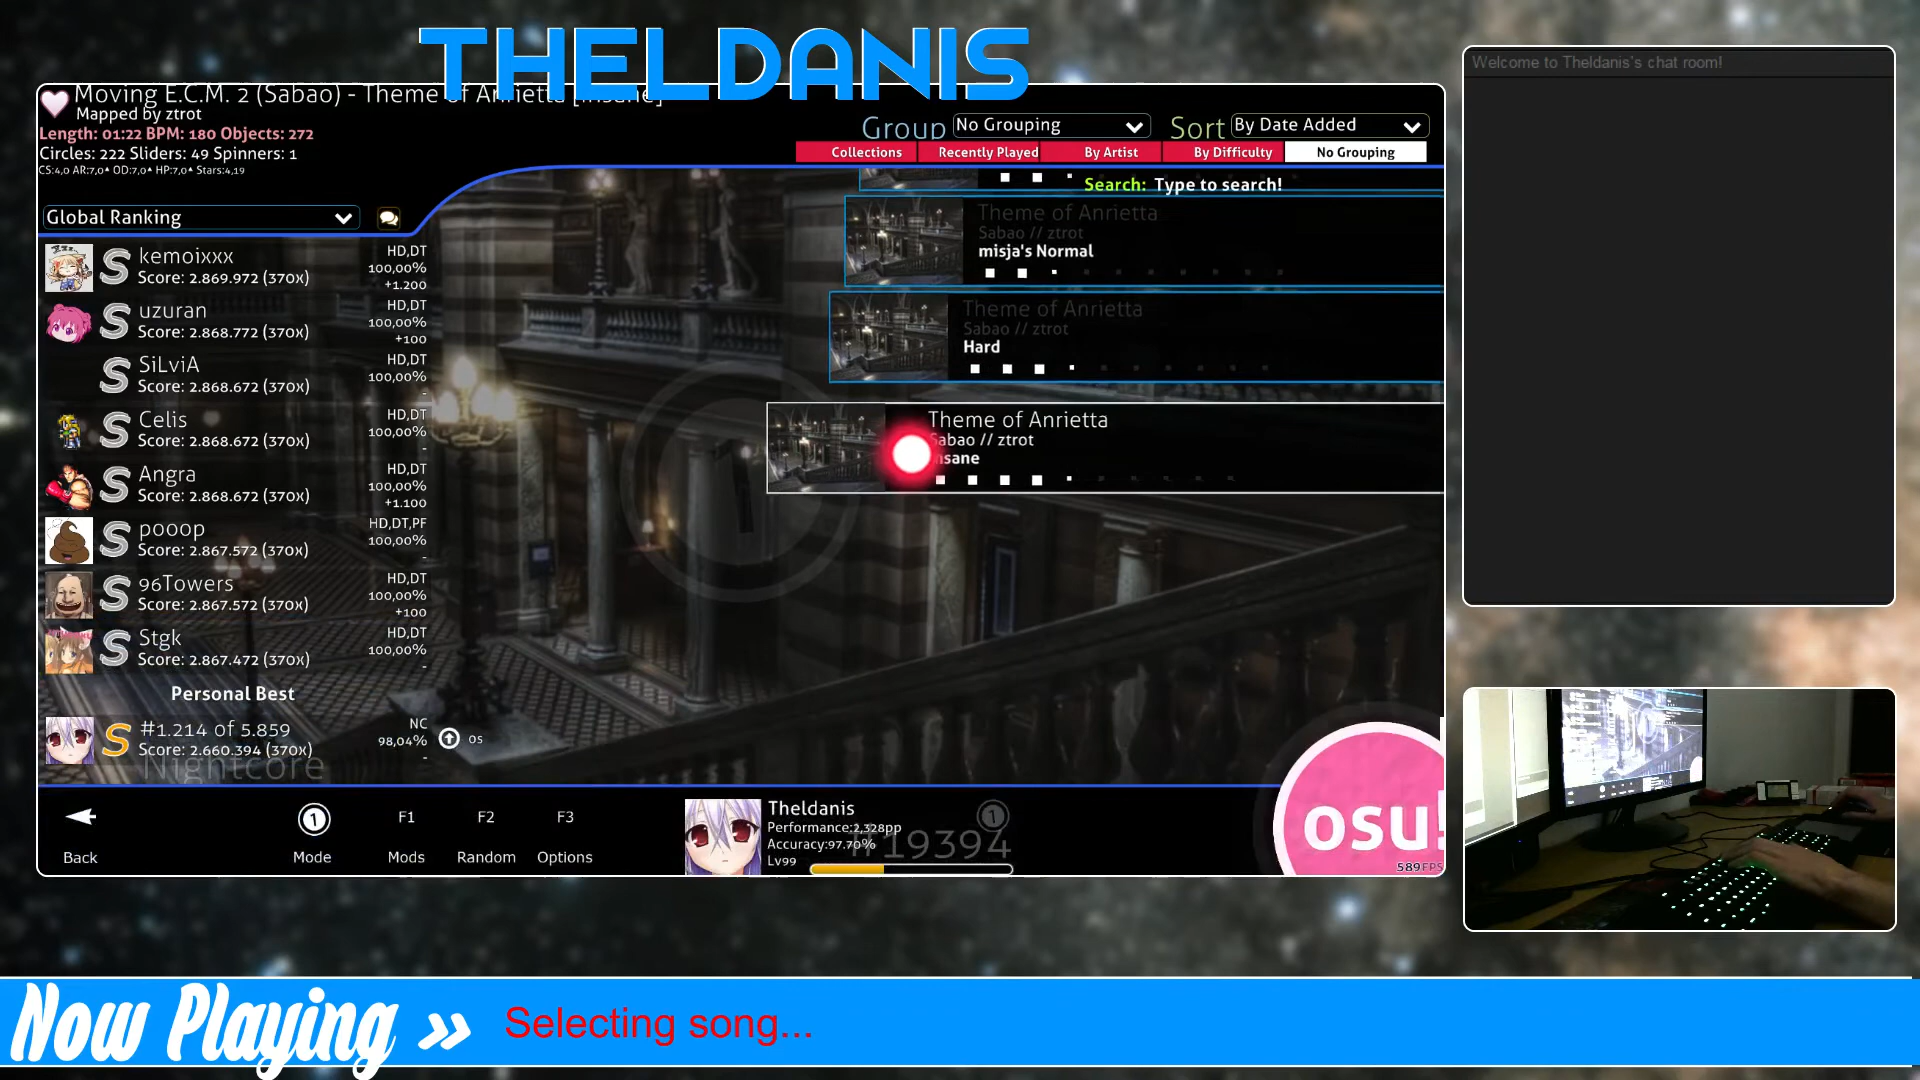 THELDANIS
Moving E.C.M. 2 (Sabao) - Theme of Anrietta [Insane]
Mapped by ztrot
Length: 01:22 BPM: 180 Objects: 272
Circles: 222 Sliders: 49 Spinners: 1
CS:4,0 AR:7,0 OD:7,0 HP:7,0 Stars:4,19
Group No Grouping Sort By Date Added
Collections Recently Played By Artist By Difficulty No Grouping
Search: Type to search!
Global Ranking
kemoixxx HD,DT
S 100,00%
Score: 2.869.972 (370x) +1.200
uzuran HD,DT
S 100,00%
Score: 2.868.772 (370x) +100
SiLviA HD,DT
S 100,00%
Score: 2.868.672 (370x) -
Celis HD,DT
S 100,00%
Score: 2.868.672 (370x) -
Angra HD,DT
S 100,00%
Score: 2.868.672 (370x) +1.100
pooop HD,DT,PF
S 100,00%
Score: 2.867.572 (370x) -
96Towers HD,DT
S 100,00%
Score: 2.867.572 (370x) +100
Stgk HD,DT
S 100,00%
Score: 2.867.472 (370x) -
Personal Best
#1.214 of 5.859 NC
S 98,04% 0s
Score: 2.660.394 (370x) -
Nightcore
Theme of Anrietta
Sabao // ztrot
misja's Normal
Theme of Anrietta
Sabao // ztrot
Hard
Theme of Anrietta
Sabao // ztrot
nsane
Back
1
Mode
F1
Mods
F2
Random
F3
Options
Theldanis
Performance:2,328pp
Accuracy:97.70%
Lv99
#19394
1
osu!
589FPS
Welcome to Theldanis's chat room!
Now Playing >> Selecting song...